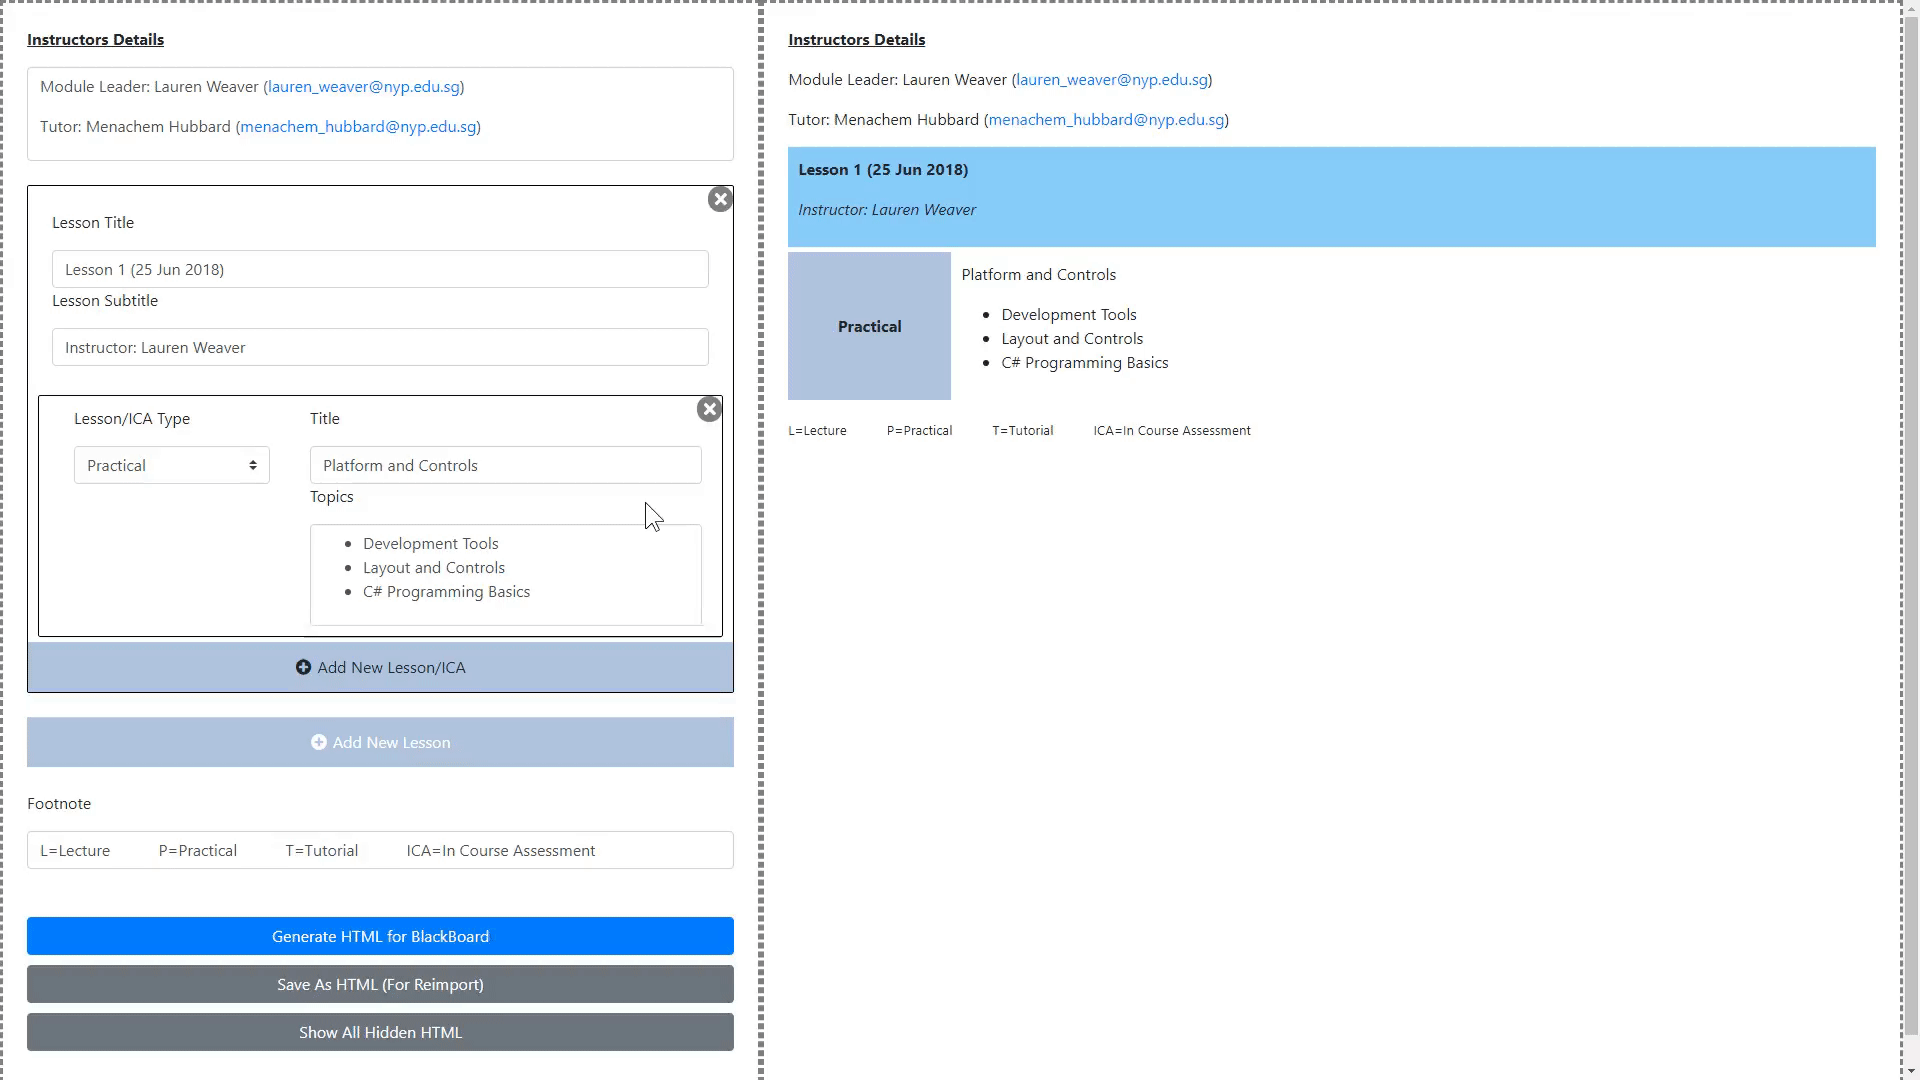 Instructors Details
Module Leader: Lauren Weaver (lauren_weaver@nyp.edu.sg)
Tutor: Menachem Hubbard (menachem_hubbard@nyp.edu.sg)
Lesson Title
Lesson 1 (25 Jun 2018)
Lesson Subtitle
Instructor: Lauren Weaver
Lesson/ICA Type
Practical
Title
Platform and Controls
Topics
• Development Tools
• Layout and Controls
• C# Programming Basics
Add New Lesson/ICA
Add New Lesson
Footnote
L=Lecture P=Practical T=Tutorial ICA=In Course Assessment
Generate HTML for BlackBoard
Save As HTML (For Reimport)
Show All Hidden HTML
Instructors Details
Module Leader: Lauren Weaver (lauren_weaver@nyp.edu.sg)
Tutor: Menachem Hubbard (menachem_hubbard@nyp.edu.sg)
Lesson 1 (25 Jun 2018)
Instructor: Lauren Weaver
Practical
Platform and Controls
• Development Tools
• Layout and Controls
• C# Programming Basics
L=Lecture P=Practical T=Tutorial ICA=In Course Assessment